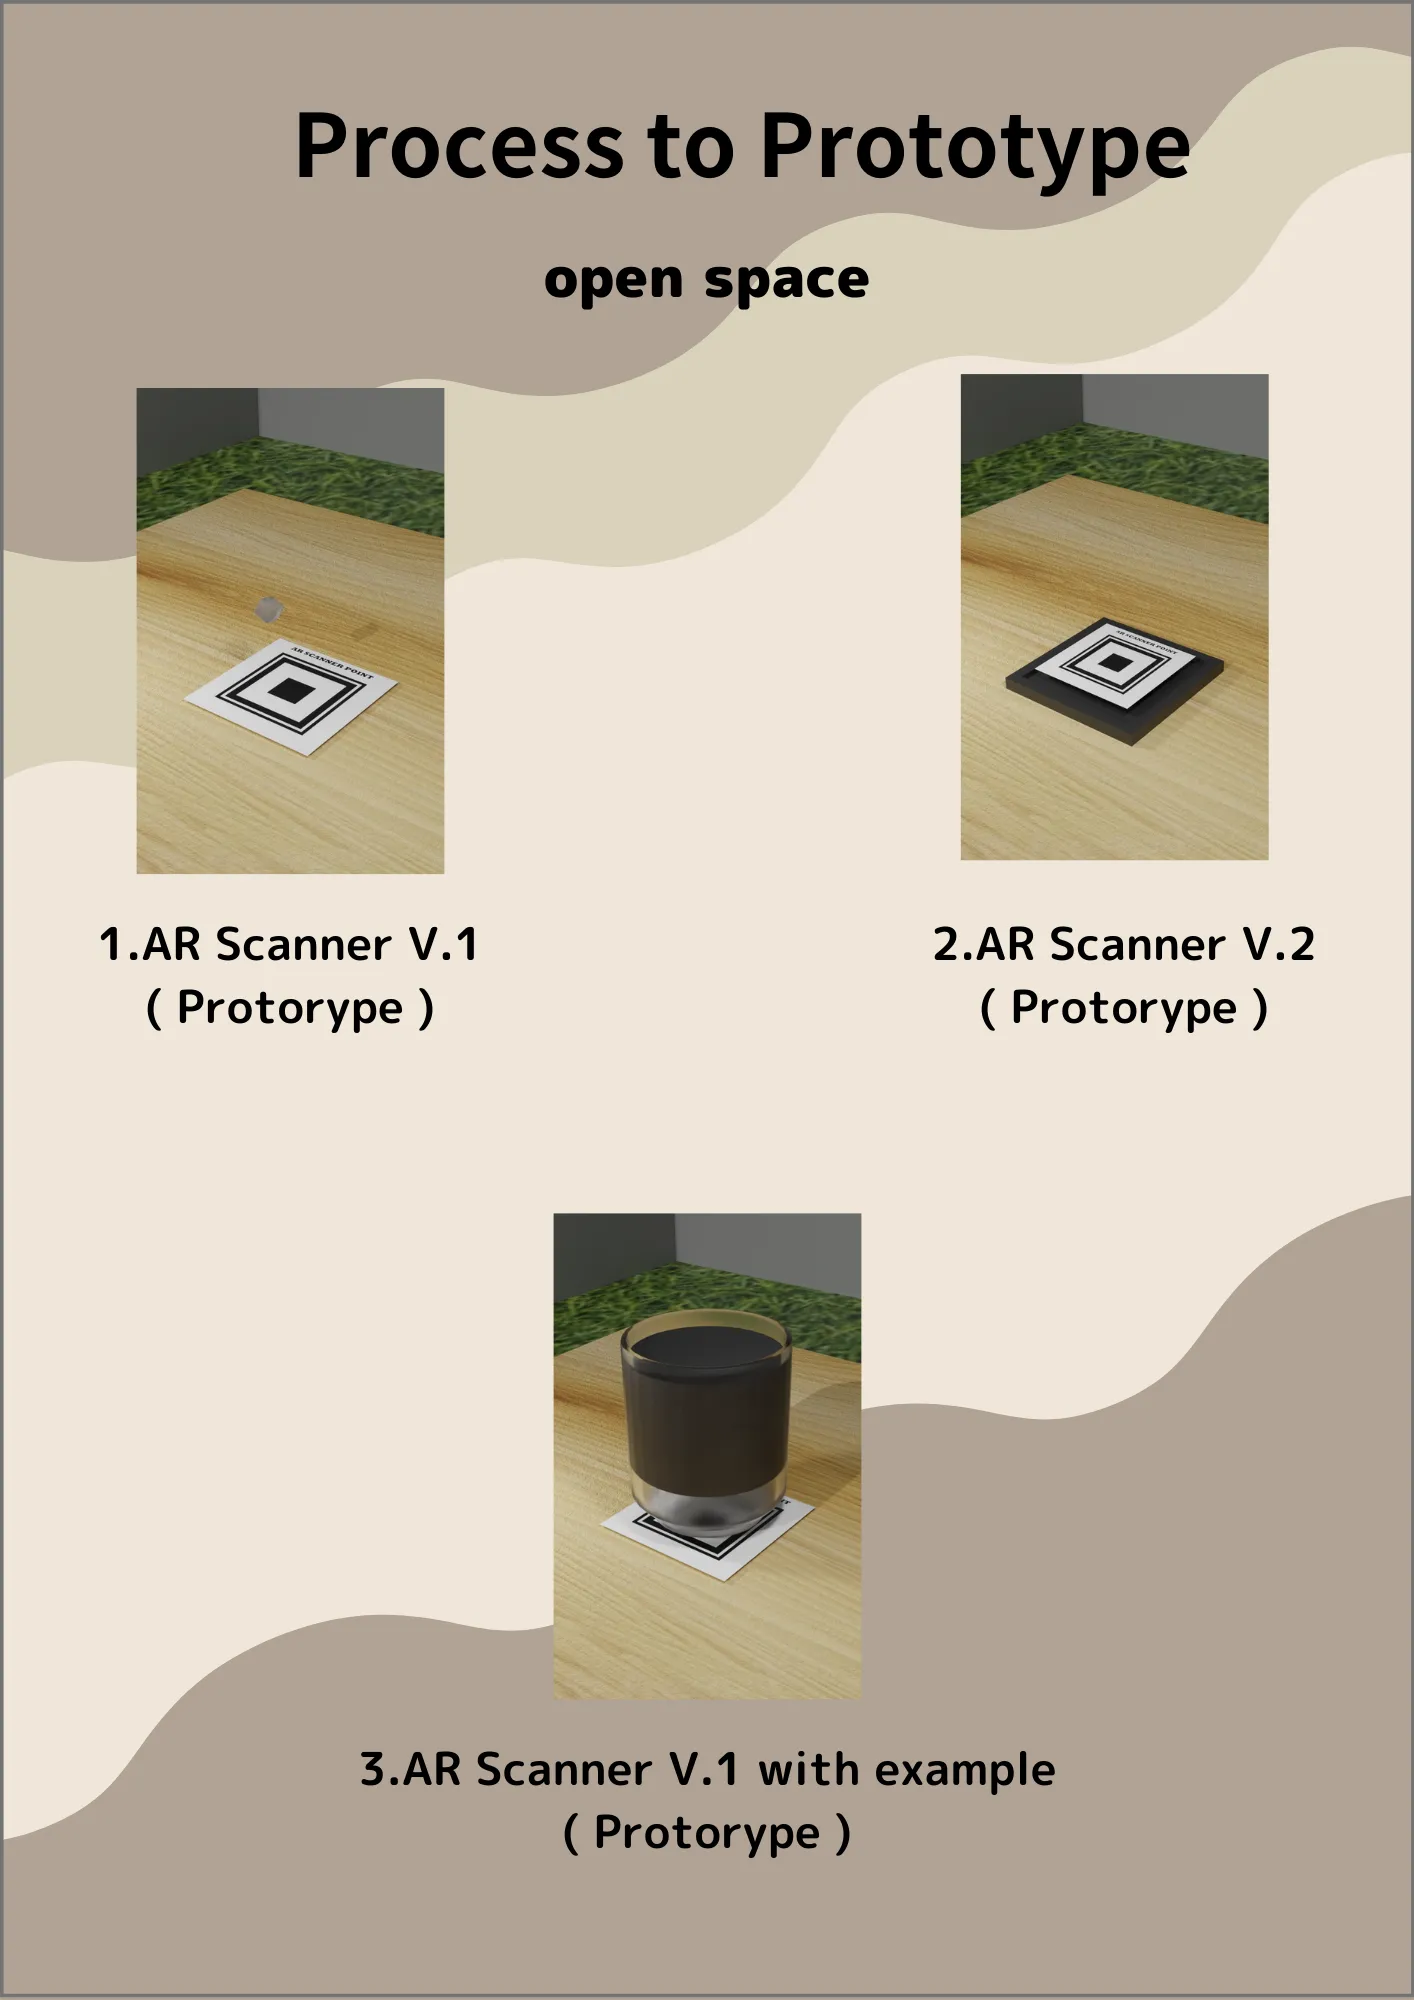 Process to Prototype
open space
AR SCANNER POINT
AR SCANNER POINT
1.AR Scanner V.1
( Protorype )
2.AR Scanner V.2
( Protorype )
3.AR Scanner V.1 with example
( Protorype )